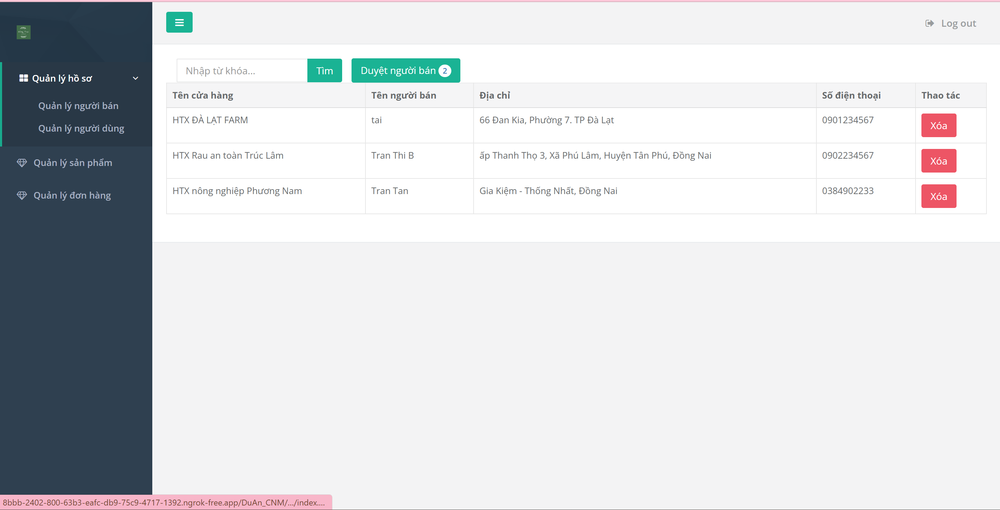 Log out
Quản lý hồ sơ
Quản lý người bán
Quản lý người dùng
Quản lý sản phẩm
Quản lý đơn hàng
Nhập từ khóa... Tìm Duyệt người bán 2
Tên cửa hàng Tên người bán Địa chỉ Số điện thoại Thao tác
HTX ĐÀ LẠT FARM tai 66 Đan Kia, Phường 7. TP Đà Lạt 0901234567 Xóa
HTX Rau an toàn Trúc Lâm Tran Thi B ấp Thanh Thọ 3, Xã Phú Lâm, Huyện Tân Phú, Đồng Nai 0902234567 Xóa
HTX nông nghiệp Phương Nam Tran Tan Gia Kiệm - Thống Nhất, Đồng Nai 0384902233 Xóa
8bbb-2402-800-63b3-eafc-db9-75c9-4717-1392.ngrok-free.app/DuAn_CNM/.../index....